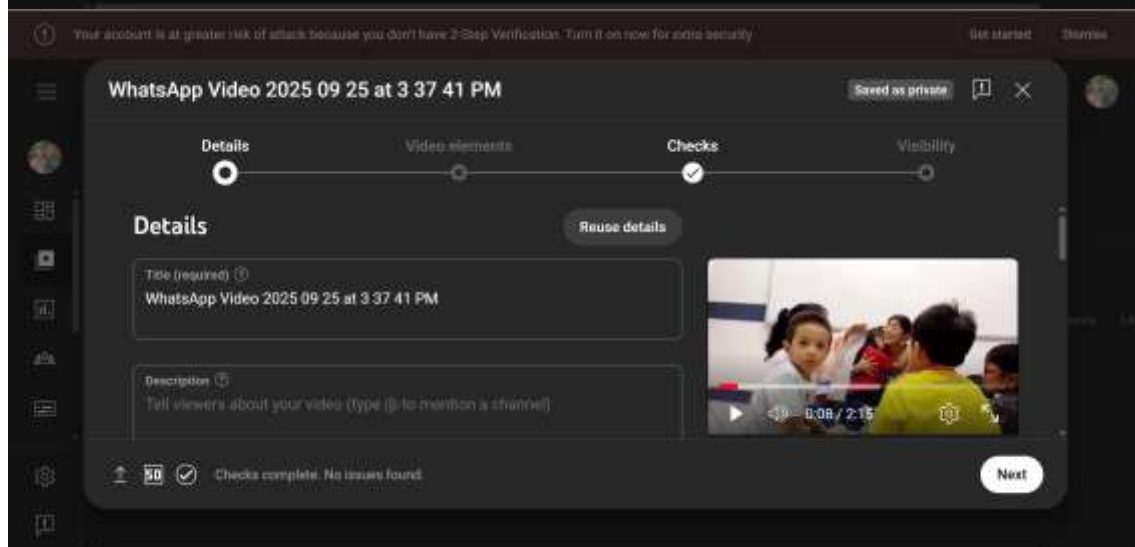 Your account is at greater risk of attack because you don't have 2-Step Verification. Turn it on now for extra security
Get started
Dismiss
WhatsApp Video 2025 09 25 at 3 37 41 PM
Saved as private
Details
Video elements
Checks
Visibility
Details
Reuse details
Title (required)
WhatsApp Video 2025 09 25 at 3 37 41 PM
Description
Tell viewers about your video (type @ to mention a channel)
0:08 / 2:15
SD
Checks complete. No issues found.
Next